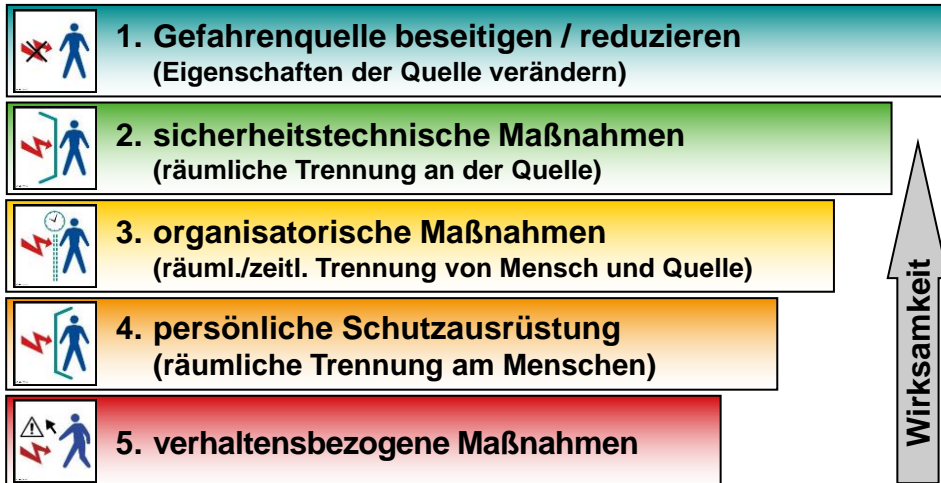 1. Gefahrenquelle beseitigen / reduzieren
(Eigenschaften der Quelle verändern)
2. sicherheitstechnische Maßnahmen
(räumliche Trennung an der Quelle)
3. organisatorische Maßnahmen
(räuml./zeitl. Trennung von Mensch und Quelle)
4. persönliche Schutzausrüstung
(räumliche Trennung am Menschen)
5. verhaltensbezogene Maßnahmen
Wirksamkeit